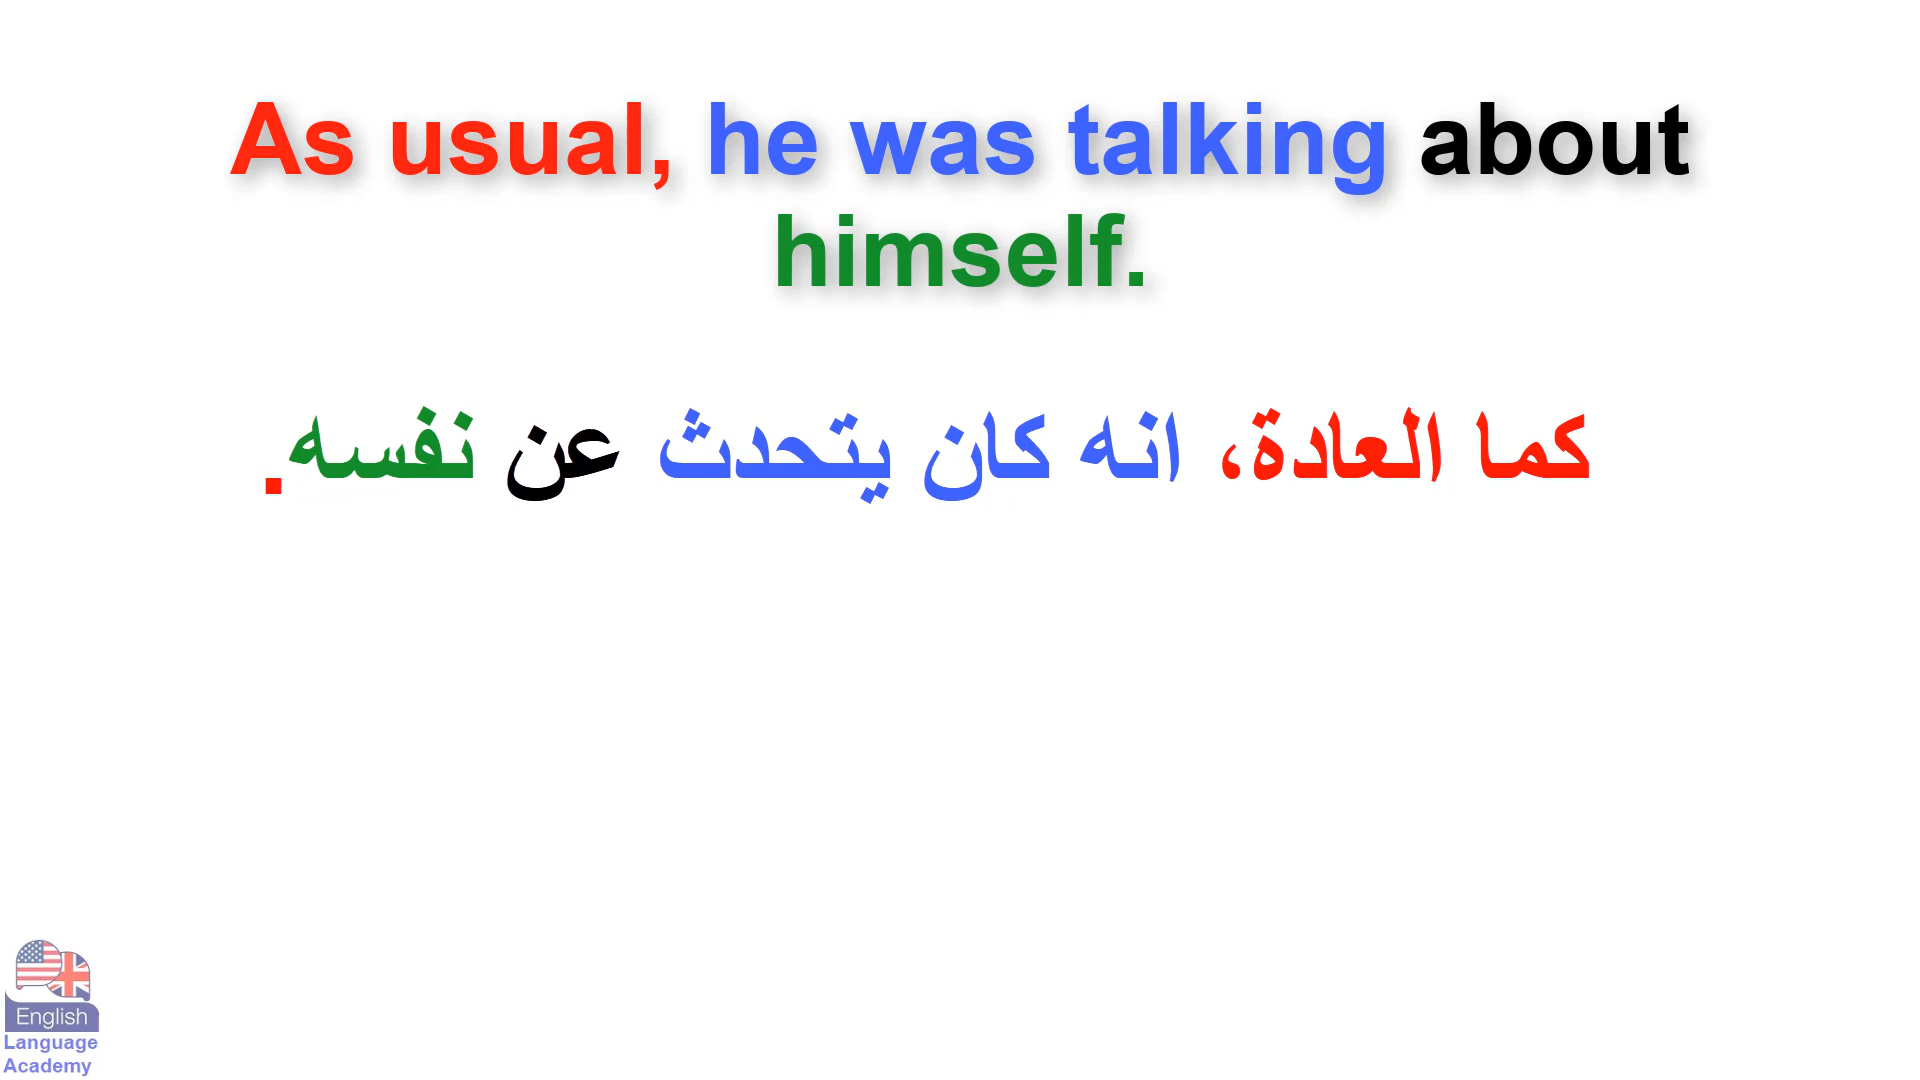 As usual, he was talking about
himself.
كما العادة، انه كان يتحدث عن نفسه.
English
Language
Academy